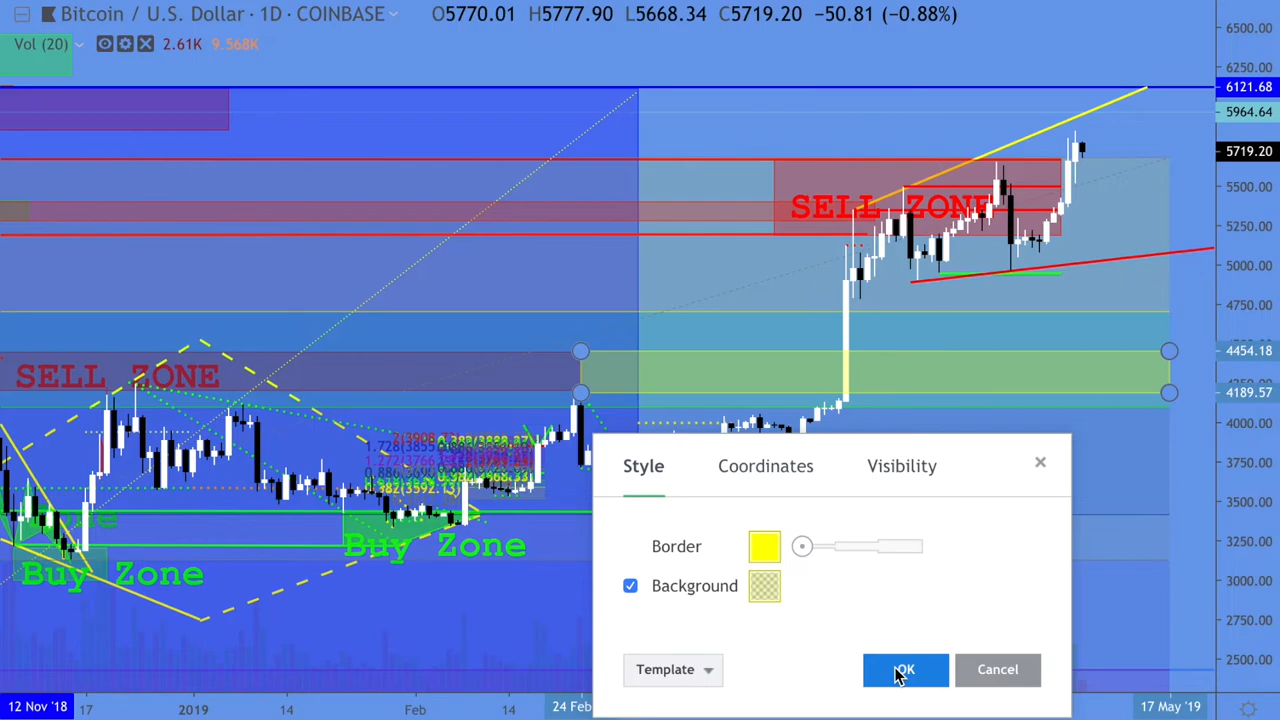 Bitcoin / U.S. Dollar · 1D · COINBASE O5770.01 H5777.90 L5668.34 C5719.20 −50.81 (−0.88%)
Vol (20) 2.61K 9.568K
6500.00
6250.00
6121.68
5964.64
5719.20
5500.00
5250.00
5000.00
4750.00
4454.18
4189.57
4000.00
3750.00
3500.00
3250.00
3000.00
2750.00
2500.00
SELL ZONE
SELL ZONE
Buy Zone
Buy Zone
Style Coordinates Visibility
Border
Background
Template OK Cancel
12 Nov '18 17 2019 14 Feb 14 24 Feb 17 May '19